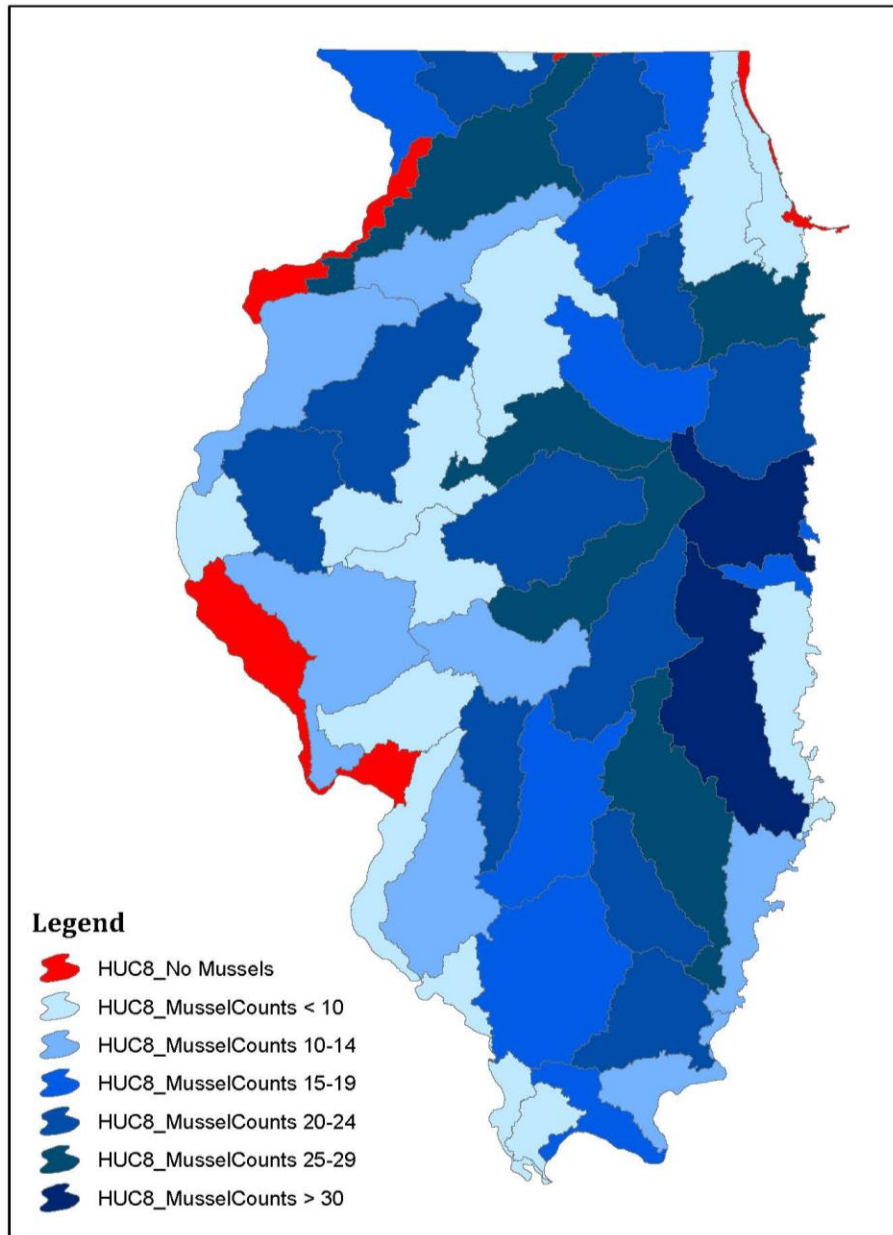 Legend
HUC8_No Mussels
HUC8_MusselCounts < 10
HUC8_MusselCounts 10-14
HUC8_MusselCounts 15-19
HUC8_MusselCounts 20-24
HUC8_MusselCounts 25-29
HUC8_MusselCounts > 30